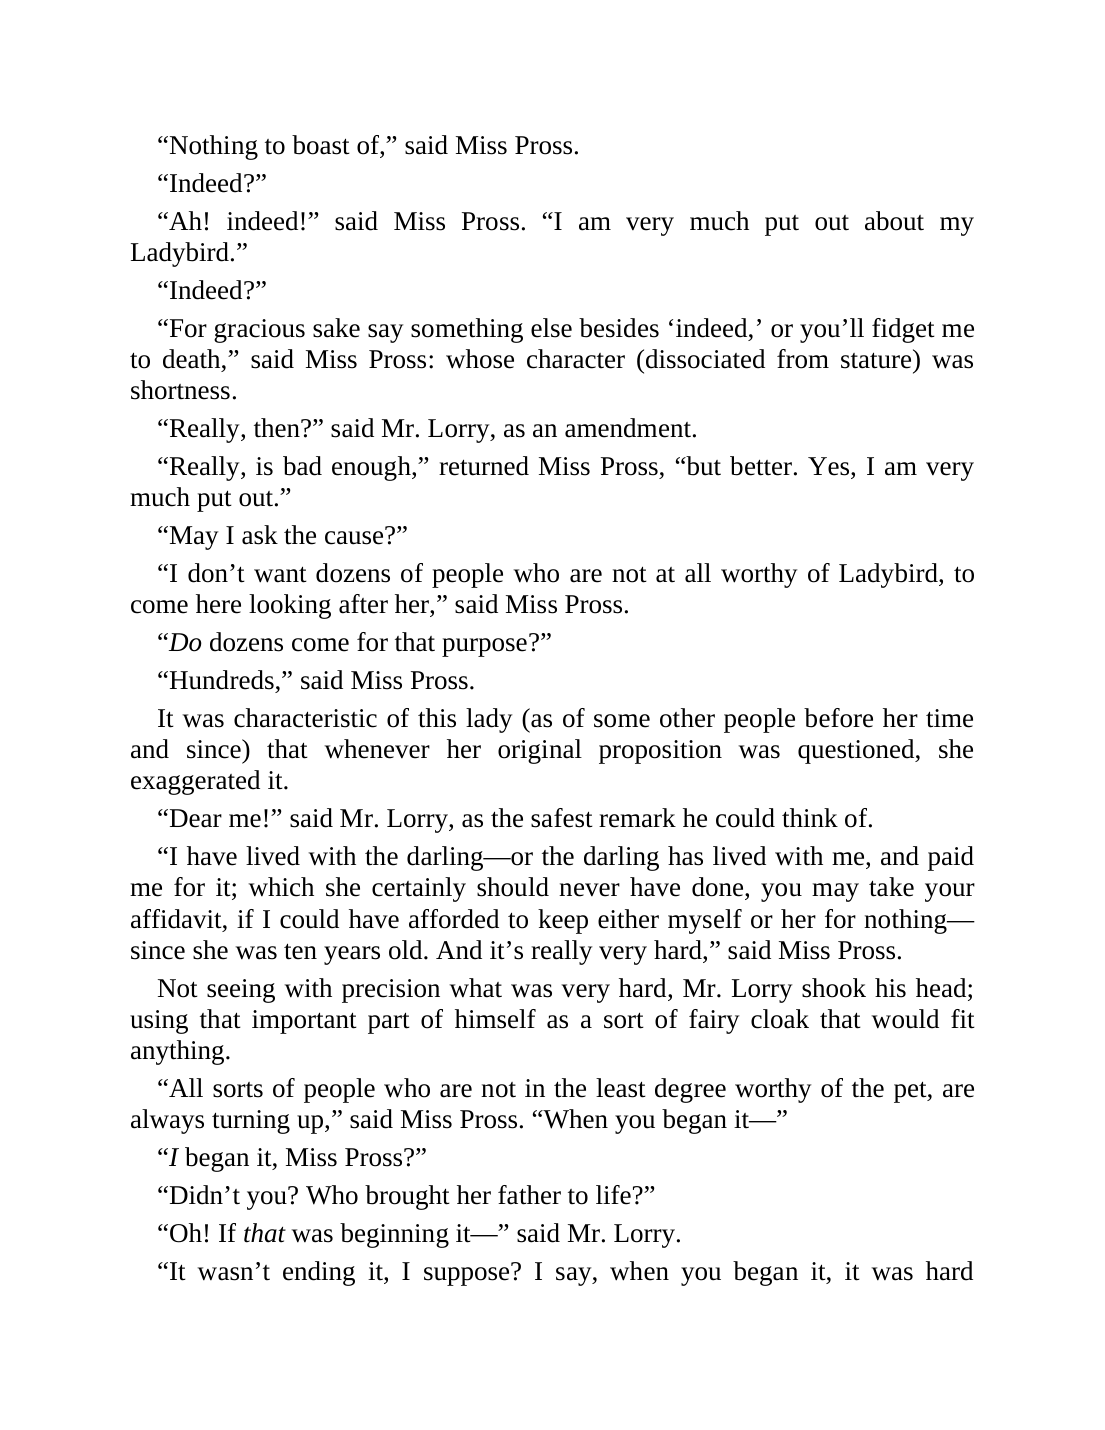 “Nothing to boast of,” said Miss Pross.
“Indeed?”
“Ah! indeed!” said Miss Pross. “I am very much put out about my
Ladybird.”
“Indeed?”
“For gracious sake say something else besides ‘indeed,’ or you’ll fidget me
to death,” said Miss Pross: whose character (dissociated from stature) was
shortness.
“Really, then?” said Mr. Lorry, as an amendment.
“Really, is bad enough,” returned Miss Pross, “but better. Yes, I am very
much put out.”
“May I ask the cause?”
“I don’t want dozens of people who are not at all worthy of Ladybird, to
come here looking after her,” said Miss Pross.
“Do dozens come for that purpose?”
“Hundreds,” said Miss Pross.
It was characteristic of this lady (as of some other people before her time
and since) that whenever her original proposition was questioned, she
exaggerated it.
“Dear me!” said Mr. Lorry, as the safest remark he could think of.
“I have lived with the darling—or the darling has lived with me, and paid
me for it; which she certainly should never have done, you may take your
affidavit, if I could have afforded to keep either myself or her for nothing—
since she was ten years old. And it’s really very hard,” said Miss Pross.
Not seeing with precision what was very hard, Mr. Lorry shook his head;
using that important part of himself as a sort of fairy cloak that would fit
anything.
“All sorts of people who are not in the least degree worthy of the pet, are
always turning up,” said Miss Pross. “When you began it—”
“I began it, Miss Pross?”
“Didn’t you? Who brought her father to life?”
“Oh! If that was beginning it—” said Mr. Lorry.
“It wasn’t ending it, I suppose? I say, when you began it, it was hard